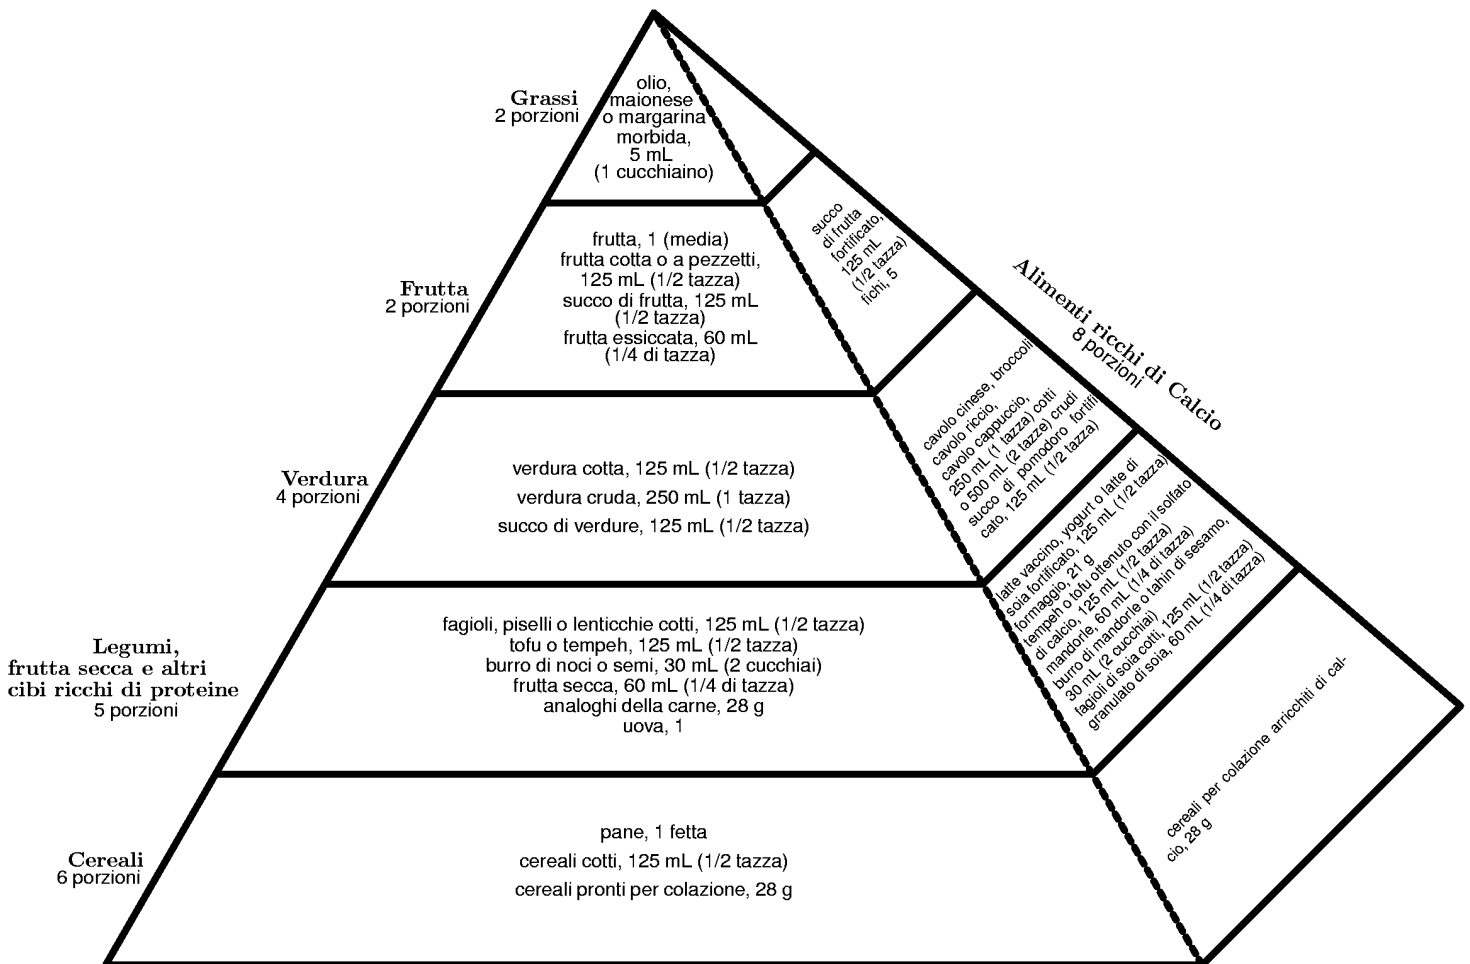 Grassi
2 porzioni
olio,
maionese
o margarina
morbida,
5 mL
(1 cucchiaino)
Frutta
2 porzioni
frutta, 1 (media)
frutta cotta o a pezzetti,
125 mL (1/2 tazza)
succo di frutta, 125 mL
(1/2 tazza)
frutta essiccata, 60 mL
(1/4 di tazza)
Verdura
4 porzioni
verdura cotta, 125 mL (1/2 tazza)
verdura cruda, 250 mL (1 tazza)
succo di verdure, 125 mL (1/2 tazza)
Legumi,
frutta secca e altri
cibi ricchi di proteine
5 porzioni
fagioli, piselli o lenticchie cotti, 125 mL (1/2 tazza)
tofu o tempeh, 125 mL (1/2 tazza)
burro di noci o semi, 30 mL (2 cucchiai)
frutta secca, 60 mL (1/4 di tazza)
analoghi della carne, 28 g
uova, 1
Cereali
6 porzioni
pane, 1 fetta
cereali cotti, 125 mL (1/2 tazza)
cereali pronti per colazione, 28 g
Alimenti ricchi di Calcio
8 porzioni
succo
di frutta
fortificato,
125 mL
(1/2 tazza)
fichi, 5
cavolo cinese, broccoli
cavolo riccio,
cavolo cappuccio,
250 mL (1 tazza) cotti
o 500 mL (2 tazze) crudi
succo di pomodoro fortifi
cato, 125 mL (1/2 tazza)
latte vaccino, yogurt o latte di
soia fortificato, 125 mL (1/2 tazza)
formaggio, 21 g
tempeh o tofu ottenuto con il solfato
di calcio, 125 mL (1/2 tazza)
mandorle, 60 mL (1/4 di tazza)
burro di mandorle o tahin di sesamo,
30 mL (2 cucchiai)
fagioli di soia cotti, 125 mL (1/2 tazza)
granulato di soia, 60 mL (1/4 di tazza)
cereali per colazione arricchiti di cal-
cio, 28 g